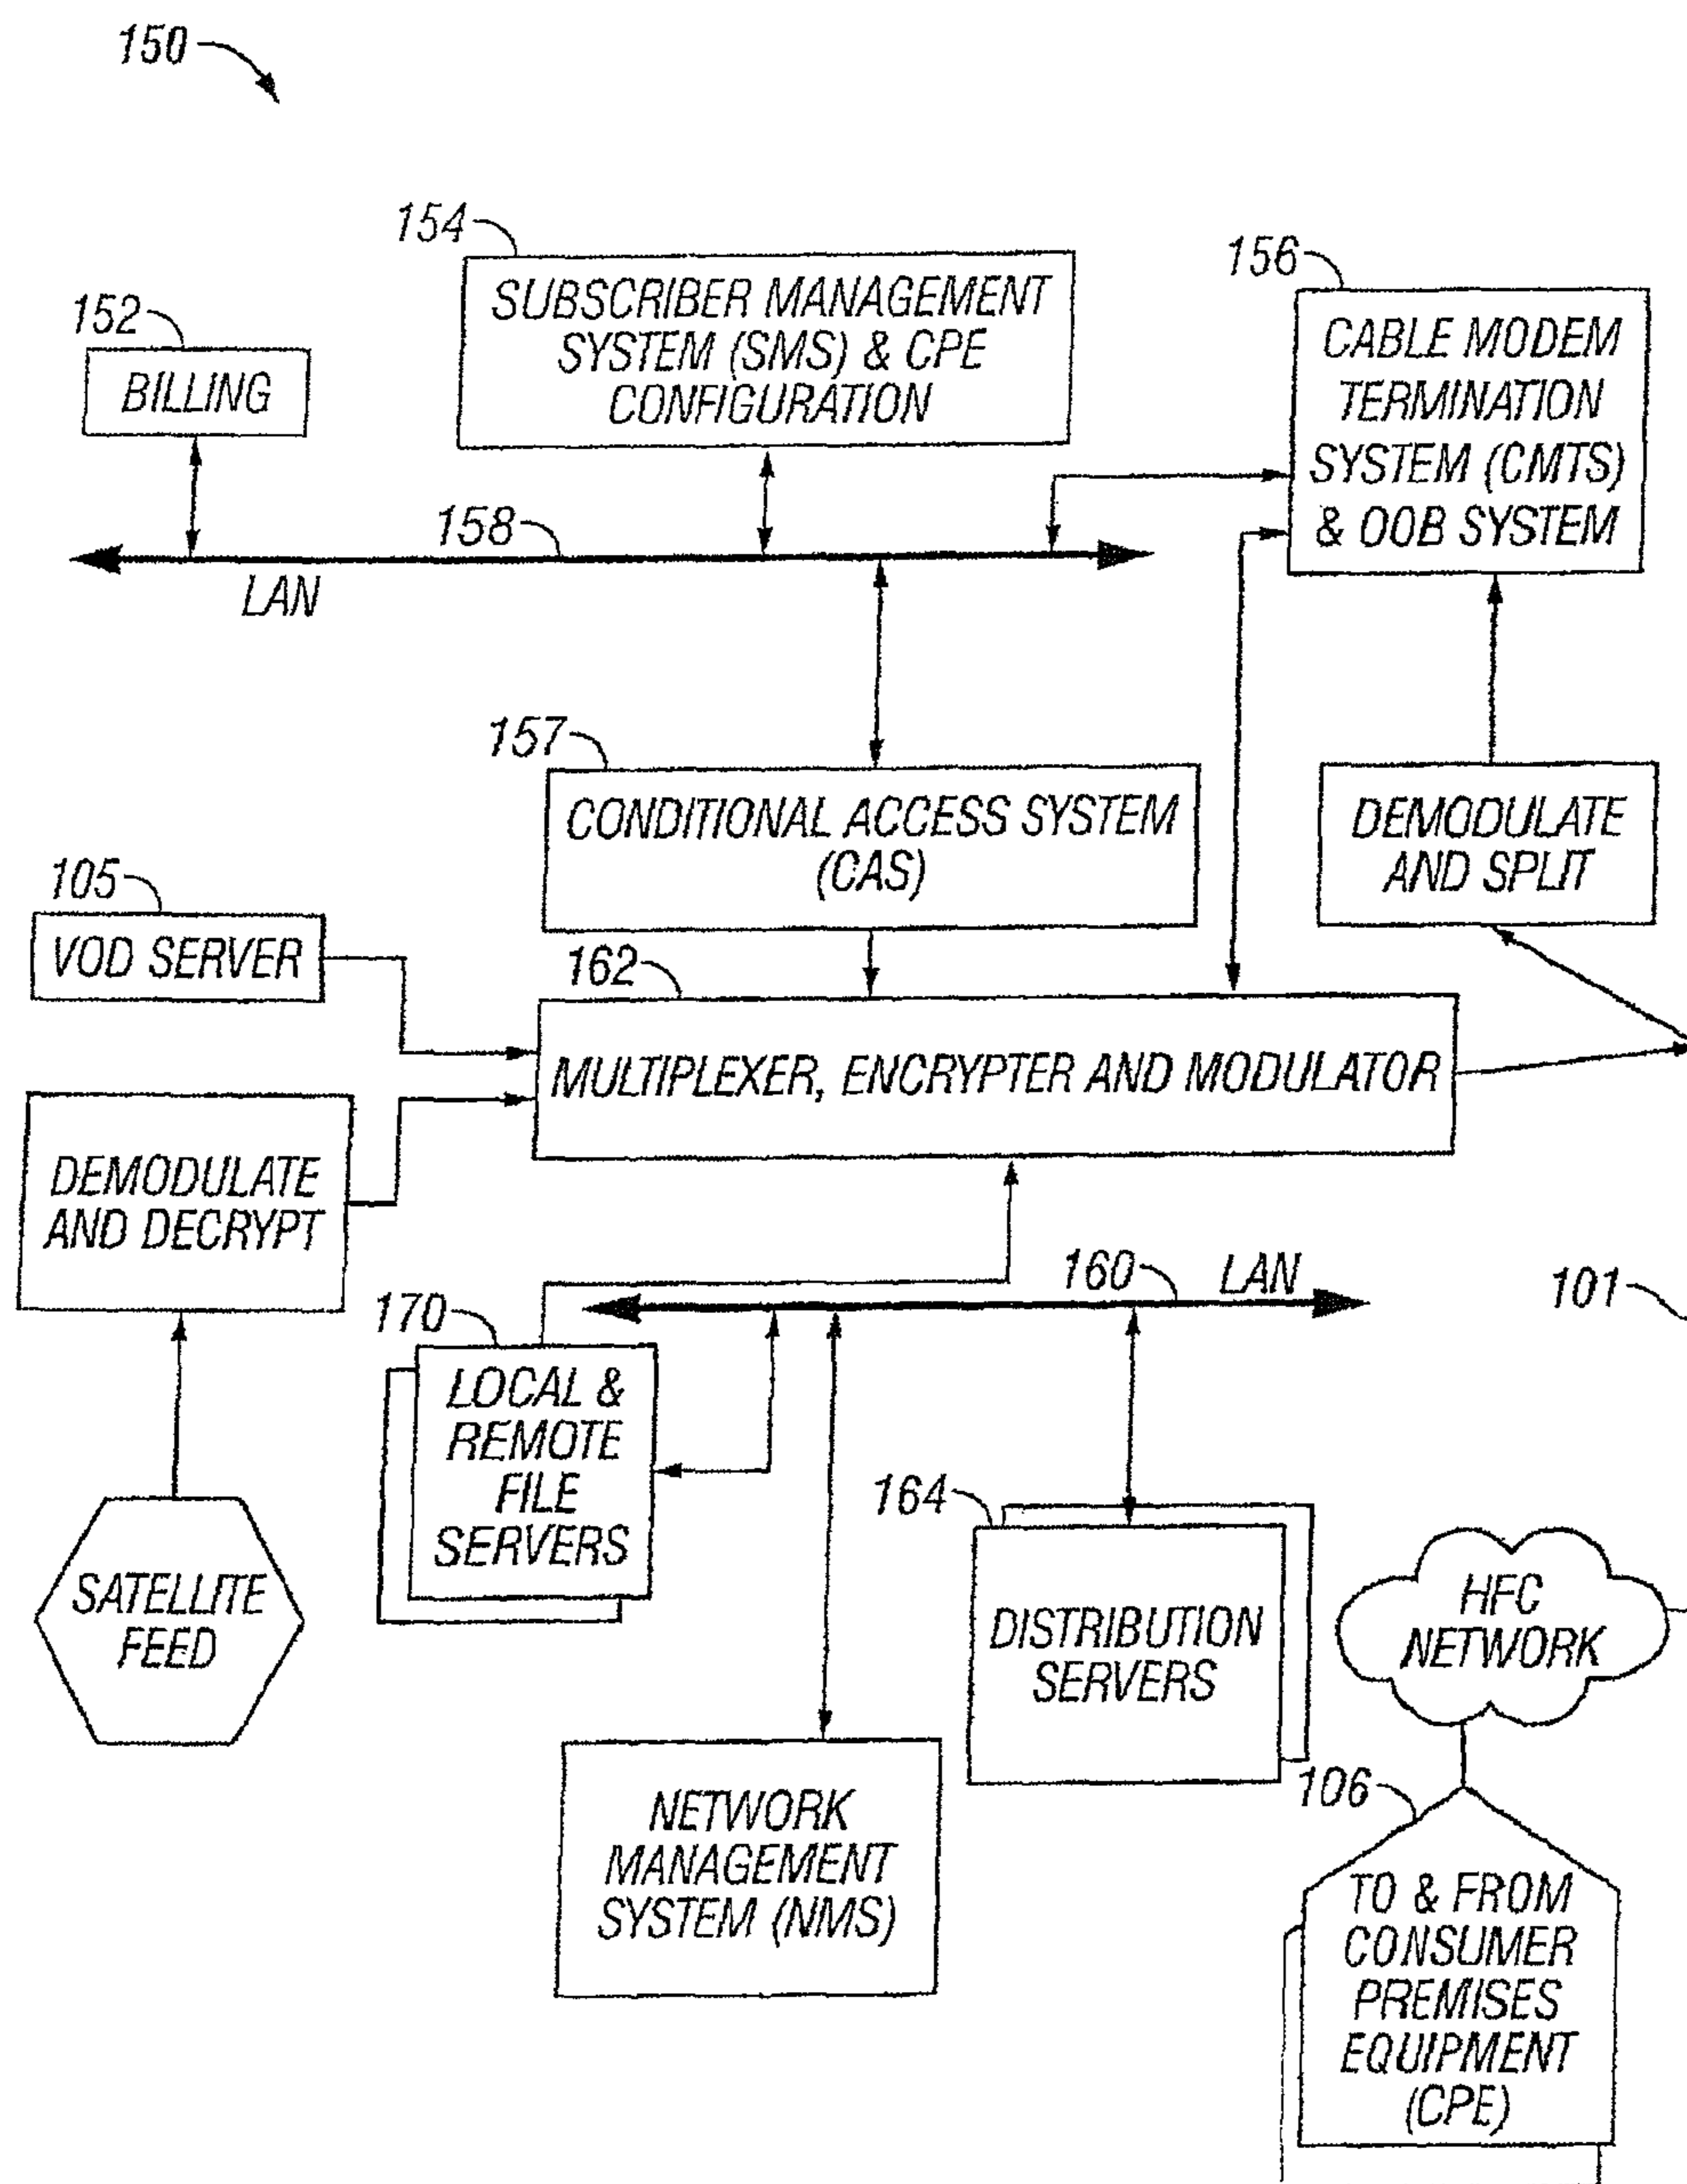 150
154
SUBSCRIBER MANAGEMENT
SYSTEM (SMS) & CPE
CONFIGURATION
156
CABLE MODEM
TERMINATION
SYSTEM (CMTS)
& OOB SYSTEM
152
BILLING
158
LAN
157
CONDITIONAL ACCESS SYSTEM
(CAS)
DEMODULATE
AND SPLIT
105
VOD SERVER
162
MULTIPLEXER, ENCRYPTER AND MODULATOR
DEMODULATE
AND DECRYPT
160
LAN
101
170
LOCAL &
REMOTE
FILE
SERVERS
164
DISTRIBUTION
SERVERS
SATELLITE
FEED
HFC
NETWORK
NETWORK
MANAGEMENT
SYSTEM (NMS)
106
TO & FROM
CONSUMER
PREMISES
EQUIPMENT
(CPE)